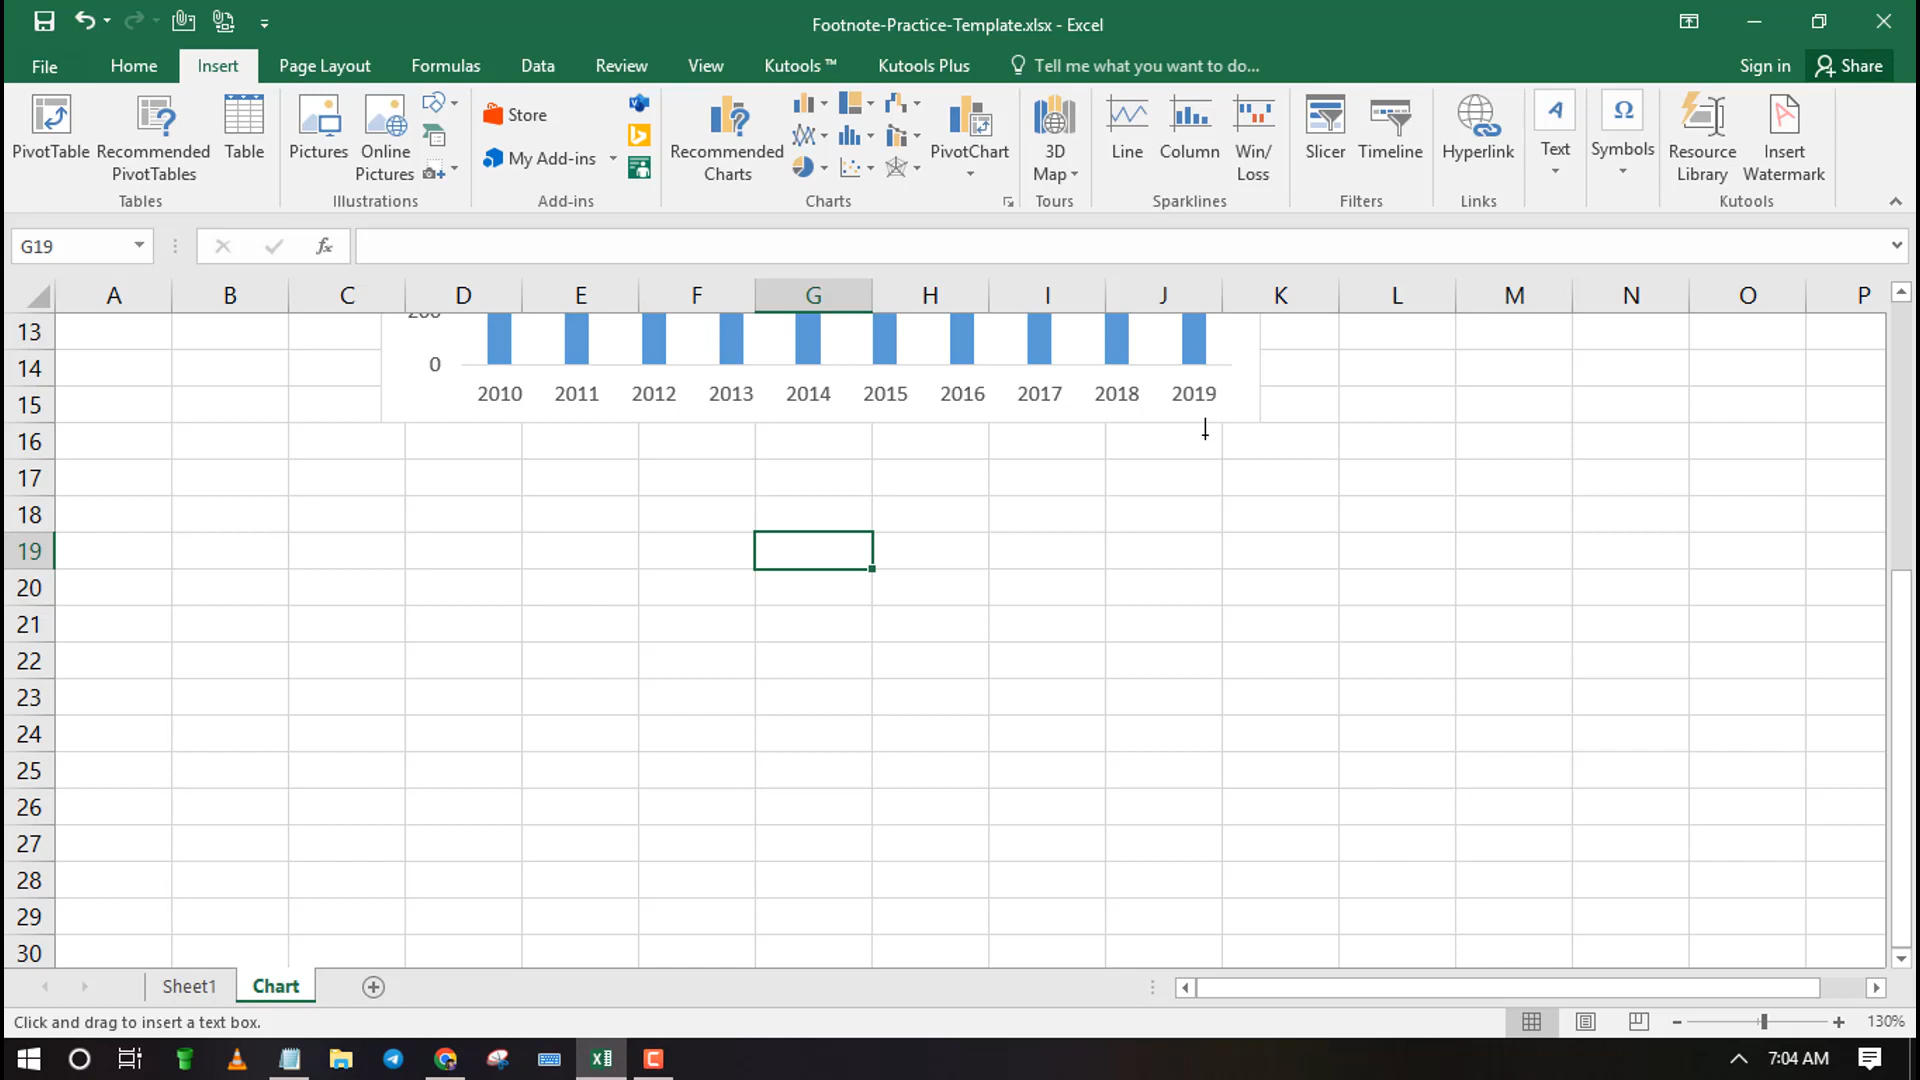 Footnote-Practice-Template.xlsx - Excel
File Home Insert Page Layout Formulas Data Review View Kutools ™ Kutools Plus Tell me what you want to do... Sign in Share
PivotTable
Recommended
PivotTables
Table
Tables
Pictures
Online
Pictures
Illustrations
Store
My Add-ins
Add-ins
Recommended
Charts
PivotChart
Charts
3D
Map
Tours
Line
Column
Win/
Loss
Sparklines
Slicer
Timeline
Filters
Hyperlink
Links
Text
Symbols
Resource
Library
Insert
Watermark
Kutools
G19
fx
A B C D E F G H I J K L M N O P
13
14 0
2010 2011 2012 2013 2014 2015 2016 2017 2018 2019
15
16
17
18
19
20
21
22
23
24
25
26
27
28
29
30
Sheet1 Chart
Click and drag to insert a text box.
130%
7:04 AM